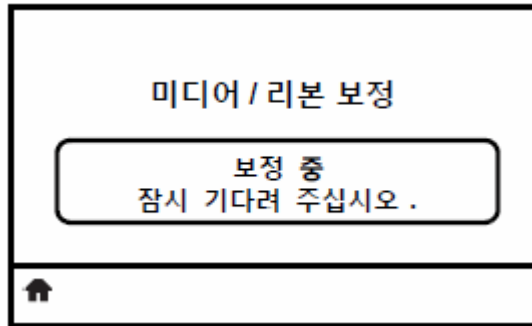 미디어 / 리본 보정
보정 중
잠시 기다려 주십시오 .